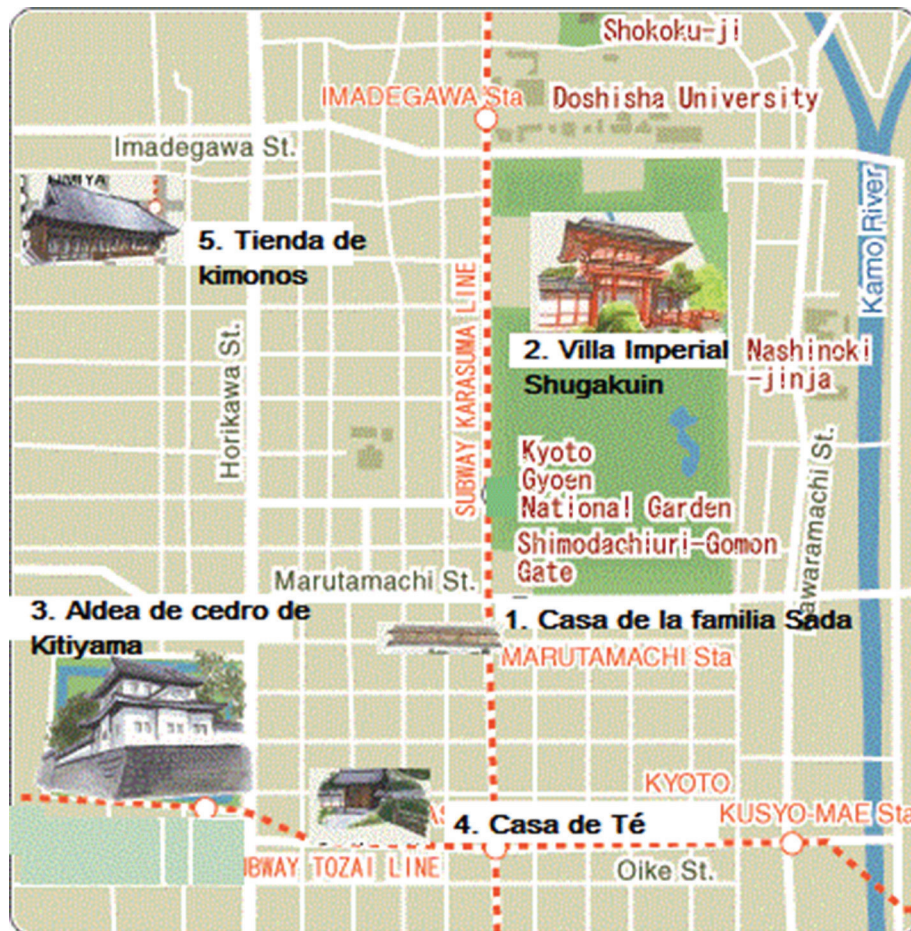 Shokoku-ji
IMADEGAWA Sta
Doshisha University
Imadegawa St.
5. Tienda de
kimonos
Kamo River
SUBWAY KARASUMA LINE
Horikawa St.
2. Villa Imperial
Shugakuin
Nashinoki
-jinja
Kyoto
Gyoen
National Garden
Shimodachiuri-Gomon
Gate
Marutamachi St.
3. Aldea de cedro de
Kitiyama
1. Casa de la familia Sada
MARUTAMACHI Sta
KYOTO
4. Casa de Té
KUSYO-MAE Sta
TOZAI LINE
Oike St.